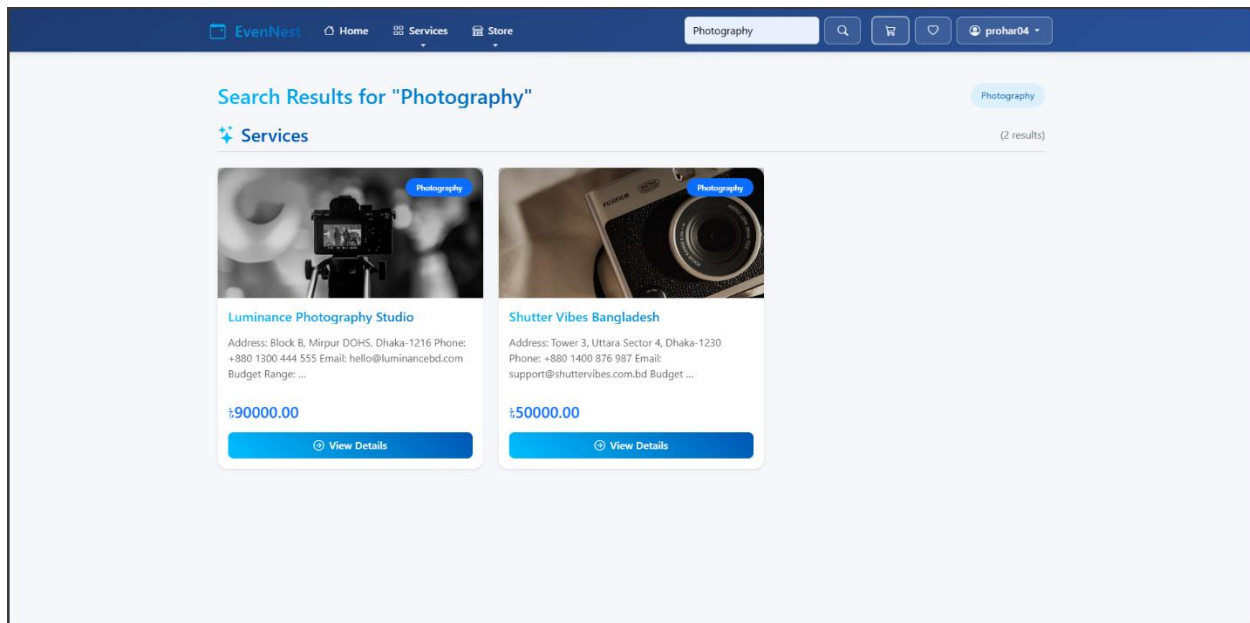 EvenNest Home Services Store Photography prohar04
Search Results for "Photography" Photography
Services (2 results)
Photography
FUJIFILM Photography
Luminance Photography Studio
Address: Block B, Mirpur DOHS, Dhaka-1216 Phone:
+880 1300 444 555 Email: hello@luminancebd.com
Budget Range: ...
৳90000.00
View Details
Shutter Vibes Bangladesh
Address: Tower 3, Uttara Sector 4, Dhaka-1230
Phone: +880 1400 876 987 Email:
support@shuttervibes.com.bd Budget ...
৳50000.00
View Details